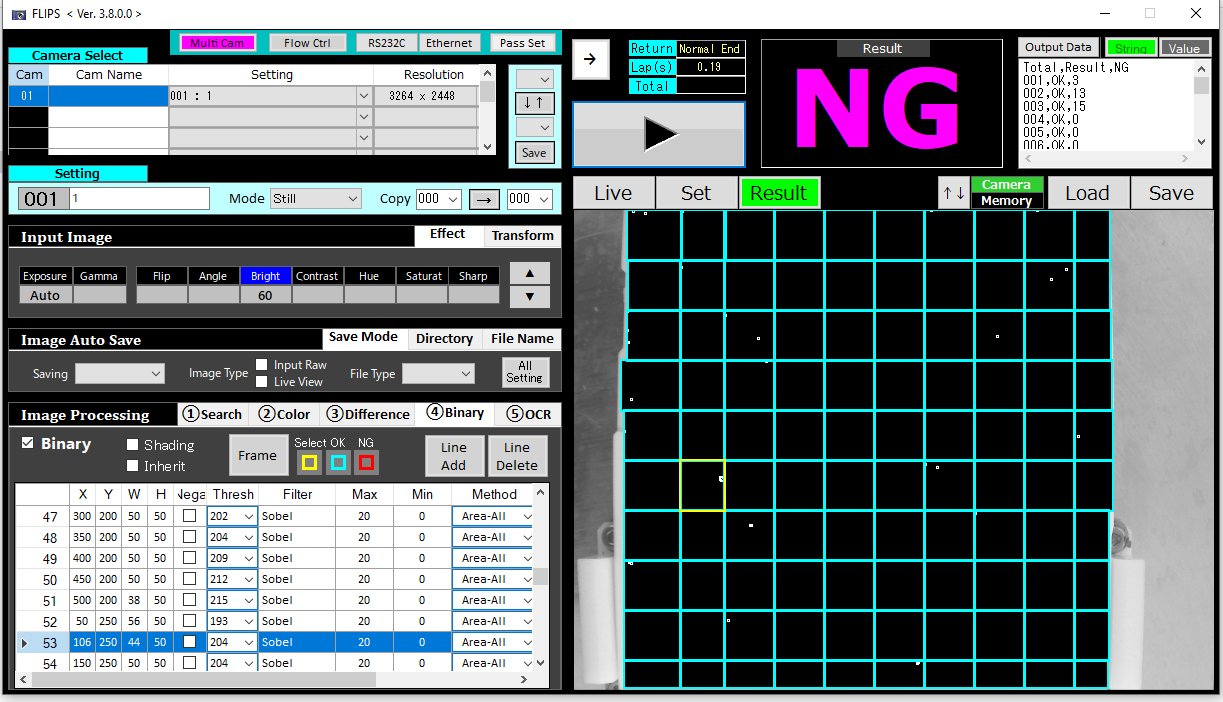 FLIPS < Ver. 3.8.0.0 >
Multi Cam Flow Ctrl RS232C Ethernet Pass Set
Camera Select
Cam Cam Name Setting Resolution
01 001 : 1 3264 x 2448
↓↑
Save
Setting
001 1 Mode Still Copy 000 → 000
Input Image Effect Transform
Exposure Gamma Flip Angle Bright Contrast Hue Saturat Sharp ▲
Auto 60 ▼
Image Auto Save Save Mode Directory File Name
Saving Image Type Input Raw File Type All Setting
Live View
Image Processing ①Search ②Color ③Difference ④Binary ⑤OCR
Binary Shading Frame Select OK NG Line Add Line Delete
Inherit
X Y W H Nega Thresh Filter Max Min Method
47 300 200 50 50 202 Sobel 20 0 Area-All
48 350 200 50 50 204 Sobel 20 0 Area-All
49 400 200 50 50 209 Sobel 20 0 Area-All
50 450 200 50 50 212 Sobel 20 0 Area-All
51 500 200 38 50 215 Sobel 20 0 Area-All
52 50 250 56 50 193 Sobel 20 0 Area-All
53 106 250 44 50 204 Sobel 20 0 Area-All
54 150 250 50 50 204 Sobel 20 0 Area-All
→
Return Normal End
Lap(s) 0.19
Total
Result
NG
Output Data String Value
Total,Result,NG
001,OK,3
002,OK,13
003,OK,15
004,OK,0
005,OK,0
006,OK,0
Live Set Result ↑↓ Camera Memory Load Save